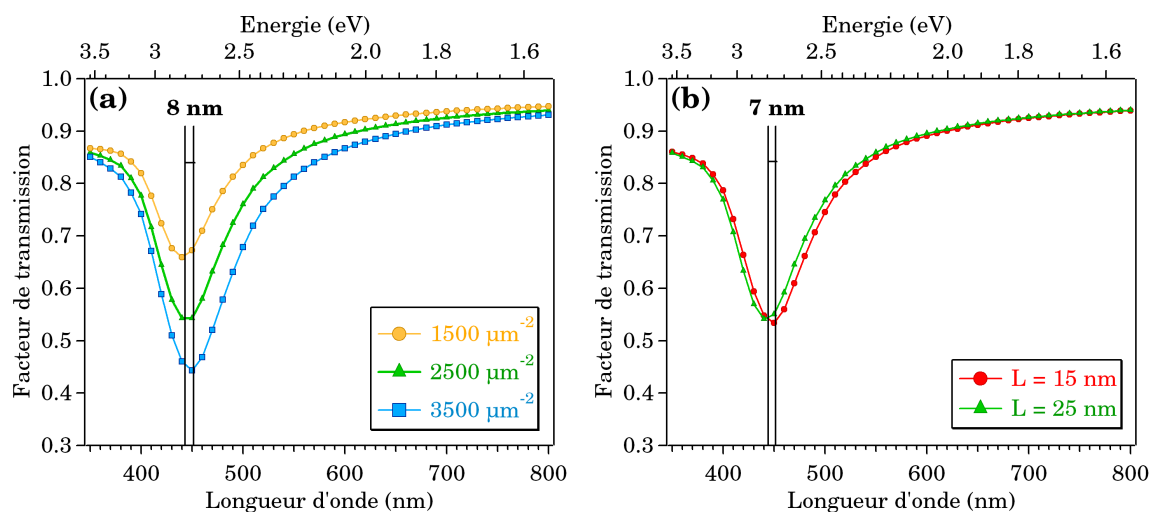 Energie (eV)
3.5 3 2.5 2.0 1.8 1.6
(a)
8 nm
1.0
0.9
0.8
0.7
0.6
0.5
0.4
0.3
Facteur de transmission
1500 µm-2
2500 µm-2
3500 µm-2
400 500 600 700 800
Longueur d'onde (nm)
Energie (eV)
3.5 3 2.5 2.0 1.8 1.6
(b)
7 nm
1.0
0.9
0.8
0.7
0.6
0.5
0.4
0.3
Facteur de transmission
L = 15 nm
L = 25 nm
400 500 600 700 800
Longueur d'onde (nm)